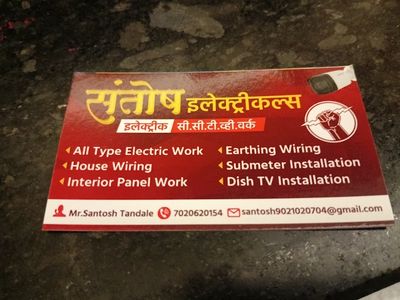 सुंतोष इलेक्ट्रीकल्स
इलेक्ट्रीक सी.सी.टी.व्ही.वर्क
All Type Electric Work
House Wiring
Interior Panel Work
Earthing Wiring
Submeter Installation
Dish TV Installation
Mr.Santosh Tandale 7020620154 santosh9021020704@gmail.com